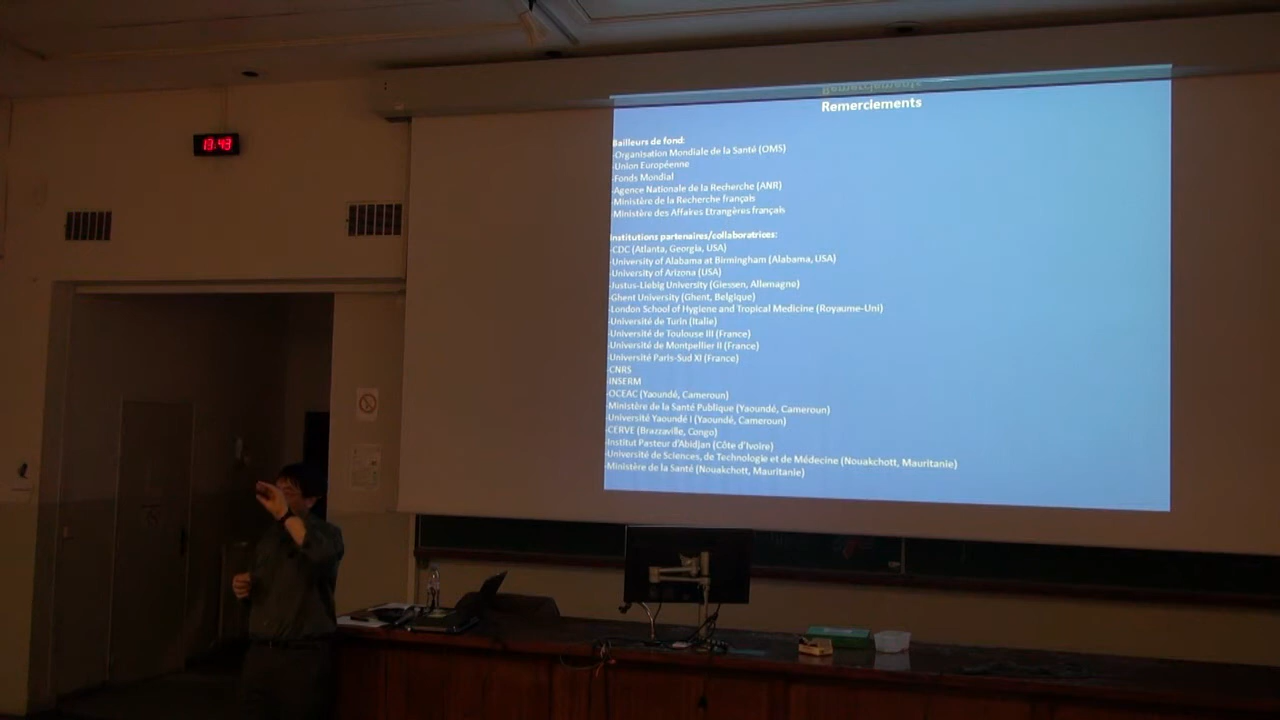 13:43
Remerciements
Bailleurs de fond:
-Organisation Mondiale de la Santé (OMS)
-Union Européenne
-Fonds Mondial
-Agence Nationale de la Recherche (ANR)
-Ministère de la Recherche français
-Ministère des Affaires Etrangères français
Institutions partenaires/collaboratrices:
-CDC (Atlanta, Georgia, USA)
-University of Alabama at Birmingham (Alabama, USA)
-University of Arizona (USA)
-Justus-Liebig University (Giessen, Allemagne)
-Ghent University (Ghent, Belgique)
-London School of Hygiene and Tropical Medicine (Royaume-Uni)
-Université de Turin (Italie)
-Université de Toulouse III (France)
-Université de Montpellier II (France)
-Université Paris-Sud XI (France)
-CNRS
-INSERM
-OCEAC (Yaoundé, Cameroun)
-Ministère de la Santé Publique (Yaoundé, Cameroun)
-Université Yaoundé I (Yaoundé, Cameroun)
-CERVE (Brazzaville, Congo)
-Institut Pasteur d'Abidjan (Côte d'Ivoire)
-Université de Sciences, de Technologie et de Médecine (Nouakchott, Mauritanie)
-Ministère de la Santé (Nouakchott, Mauritanie)